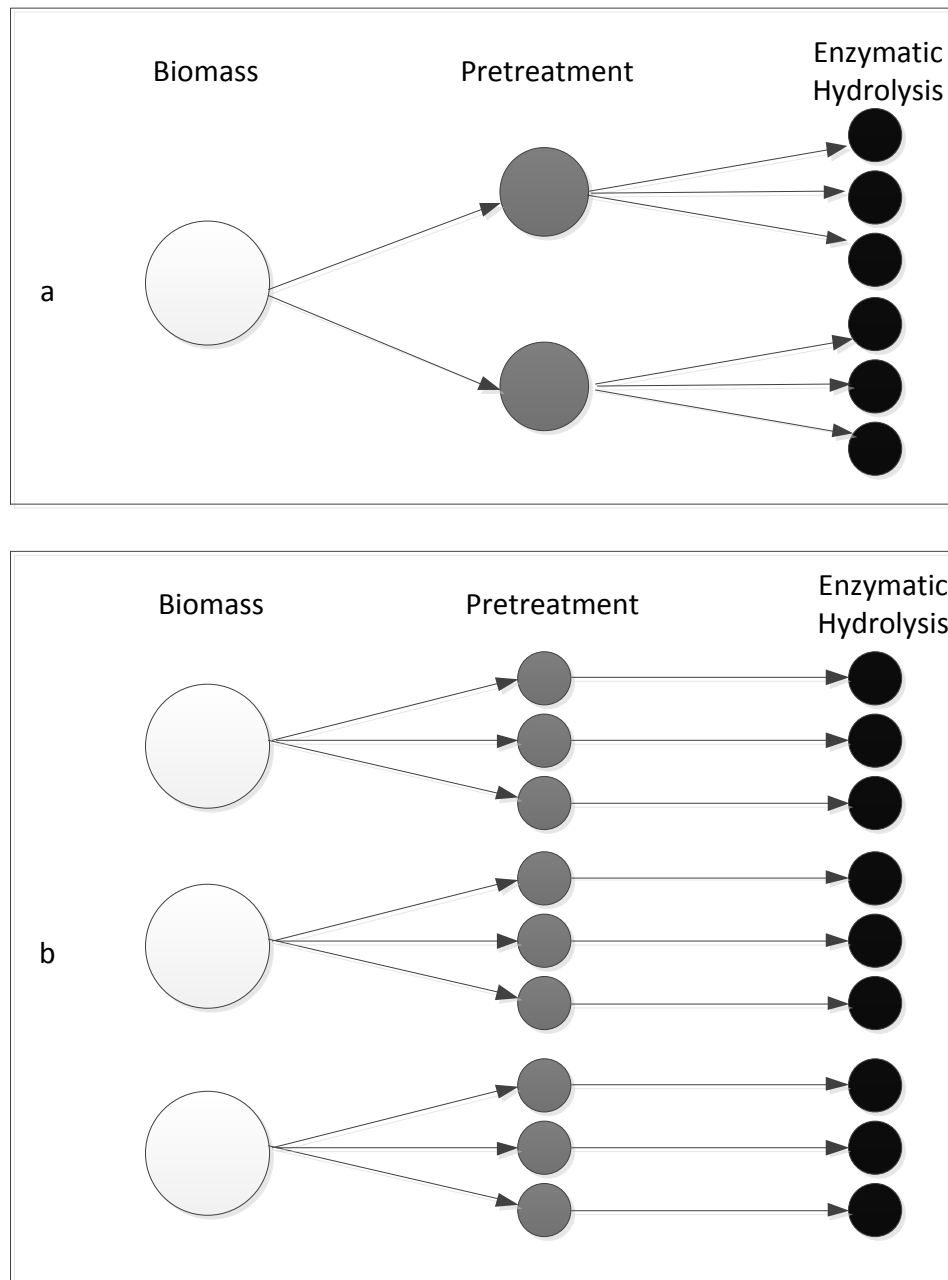 Biomass
Pretreatment
Enzymatic
Hydrolysis
a
Biomass
Pretreatment
Enzymatic
Hydrolysis
b